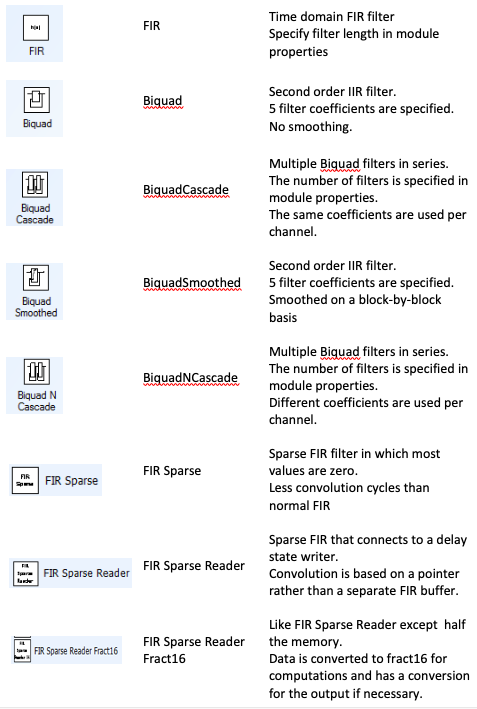 h[n]
FIR
FIR
Time domain FIR filter
Specify filter length in module
properties
Biquad
Biquad
Second order IIR filter.
5 filter coefficients are specified.
No smoothing.
Biquad
Cascade
BiquadCascade
Multiple Biquad filters in series.
The number of filters is specified in
module properties.
The same coefficients are used per
channel.
Biquad
Smoothed
BiquadSmoothed
Second order IIR filter.
5 filter coefficients are specified.
Smoothed on a block-by-block
basis
Biquad N
Cascade
BiquadNCascade
Multiple Biquad filters in series.
The number of filters is specified in
module properties.
Different coefficients are used per
channel.
FIR
Sparse
FIR Sparse
FIR Sparse
Sparse FIR filter in which most
values are zero.
Less convolution cycles than
normal FIR
FIR
Sparse
Reader
FIR Sparse Reader
FIR Sparse Reader
Sparse FIR that connects to a delay
state writer.
Convolution is based on a pointer
rather than a separate FIR buffer.
FIR Sparse Reader Fract16
FIR Sparse Reader
Fract16
Like FIR Sparse Reader except half
the memory.
Data is converted to fract16 for
computations and has a conversion
for the output if necessary.